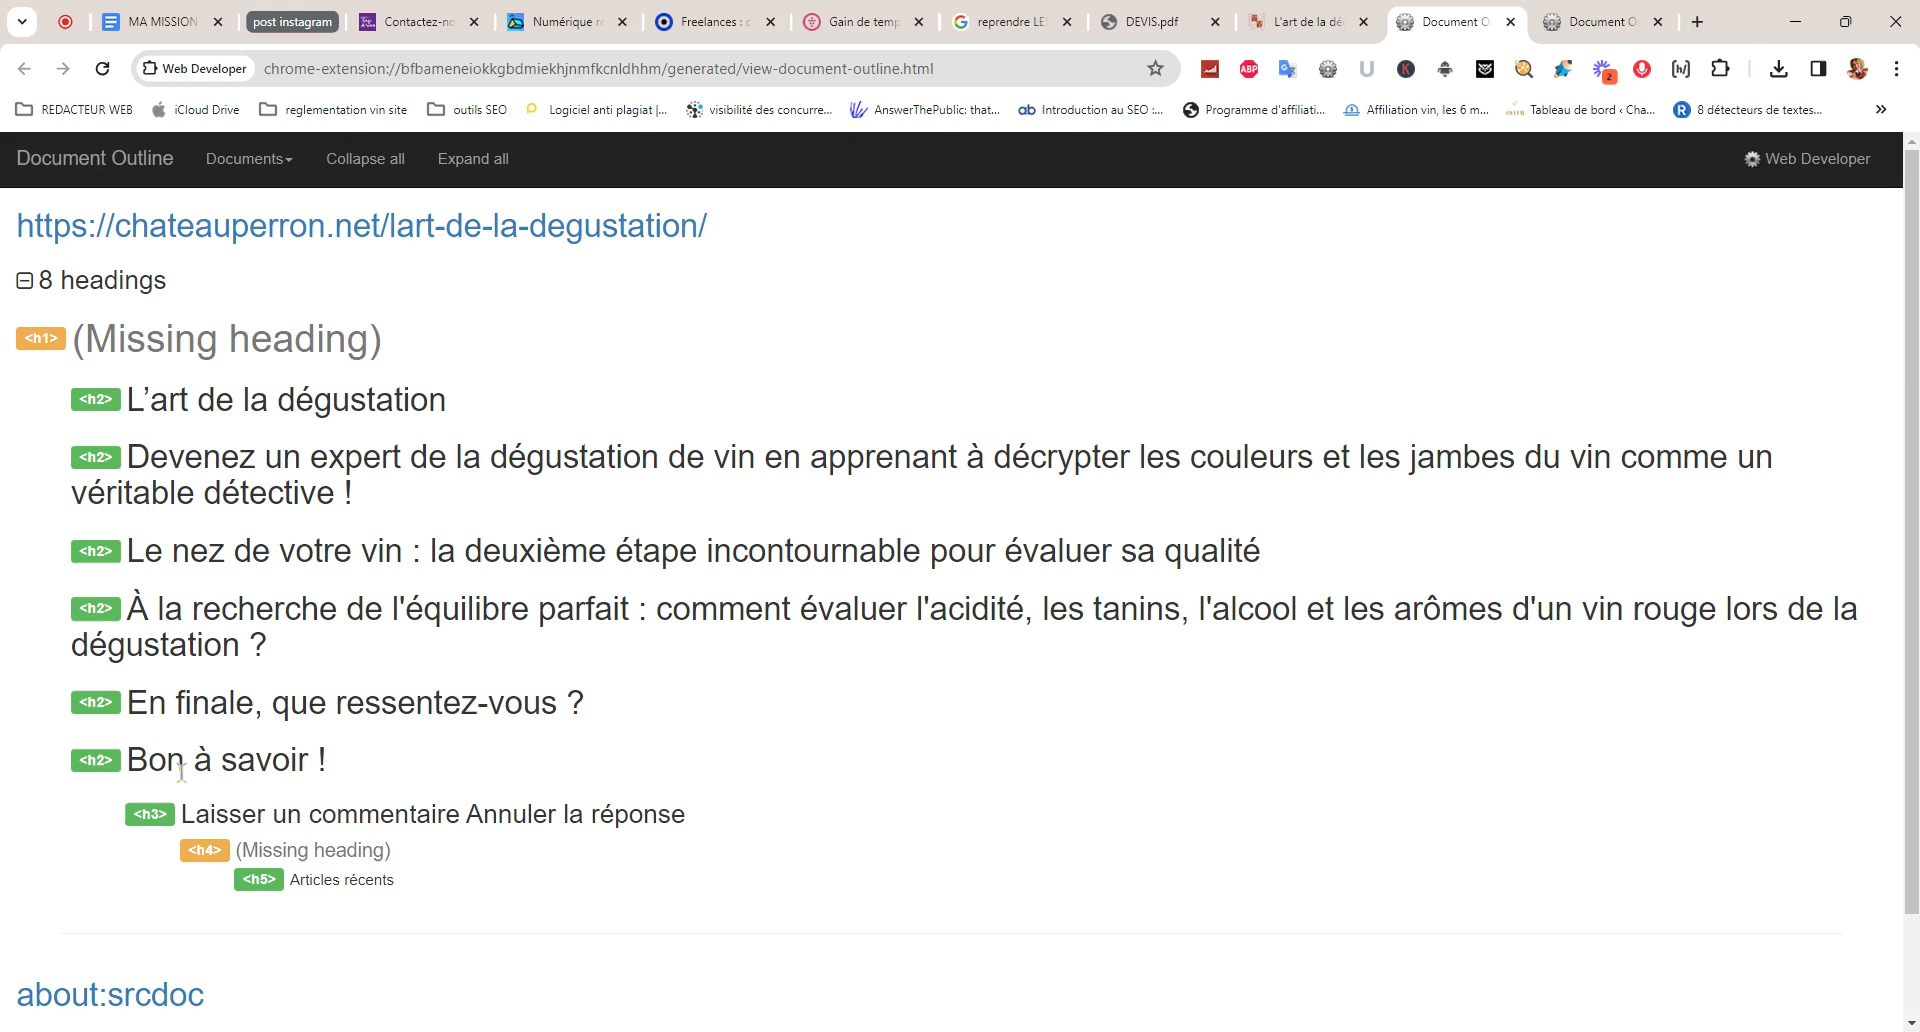 MA MISSION
post instagram
Contactez-no
Numérique r
Freelances : c
Gain de temp
reprendre LE
DEVIS.pdf
L'art de la dé
Document O
Document O
Web Developer
chrome-extension://bfbameneiokkgbdmiekhjnmfkcnldhhm/generated/view-document-outline.html
ABP
U
K
2
[h/]
REDACTEUR WEB
iCloud Drive
reglementation vin site
outils SEO
Logiciel anti plagiat |...
visibilité des concurre...
AnswerThePublic: that...
ab Introduction au SEO :...
Programme d'affiliati...
Affiliation vin, les 6 m...
Tableau de bord ‹ Cha...
R 8 détecteurs de textes...
»
Document Outline
Documents
Collapse all
Expand all
Web Developer
https://chateauperron.net/lart-de-la-degustation/
8 headings
<h1> (Missing heading)
<h2> L’art de la dégustation
<h2> Devenez un expert de la dégustation de vin en apprenant à décrypter les couleurs et les jambes du vin comme un
véritable détective !
<h2> Le nez de votre vin : la deuxième étape incontournable pour évaluer sa qualité
<h2> À la recherche de l'équilibre parfait : comment évaluer l'acidité, les tanins, l'alcool et les arômes d'un vin rouge lors de la
dégustation ?
<h2> En finale, que ressentez-vous ?
<h2> Bon à savoir !
<h3> Laisser un commentaire Annuler la réponse
<h4> (Missing heading)
<h5> Articles récents
about:srcdoc